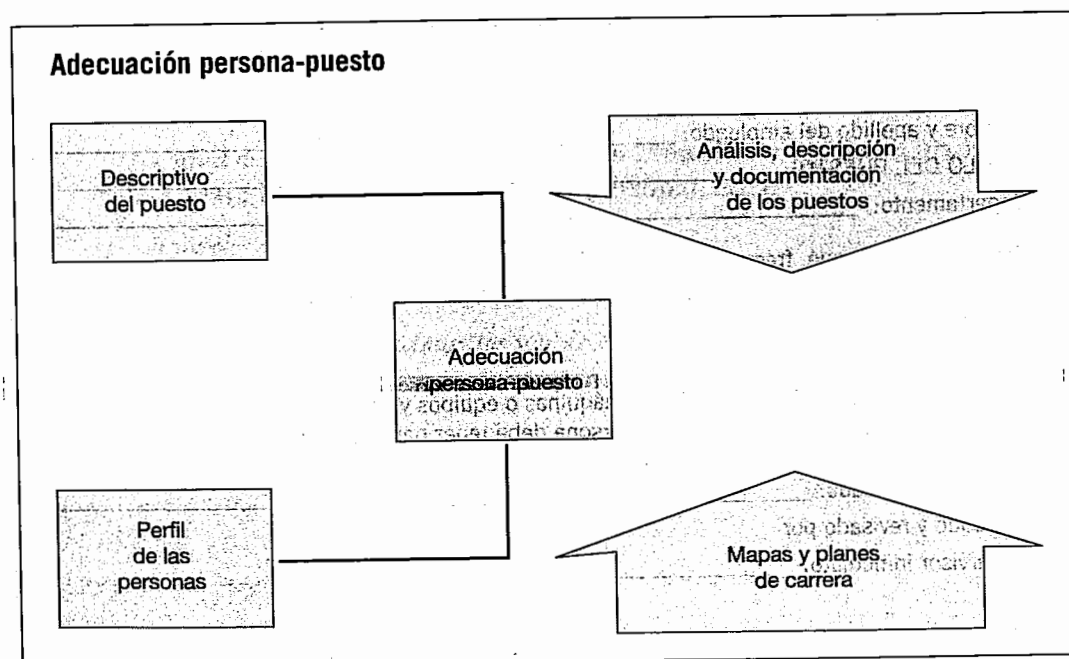 Adecuación persona-puesto
Descriptivo
del puesto
Análisis, descripción
y documentación
de los puestos
Adecuación
persona-puesto
Perfil
de las
personas
Mapas y planes
de carrera